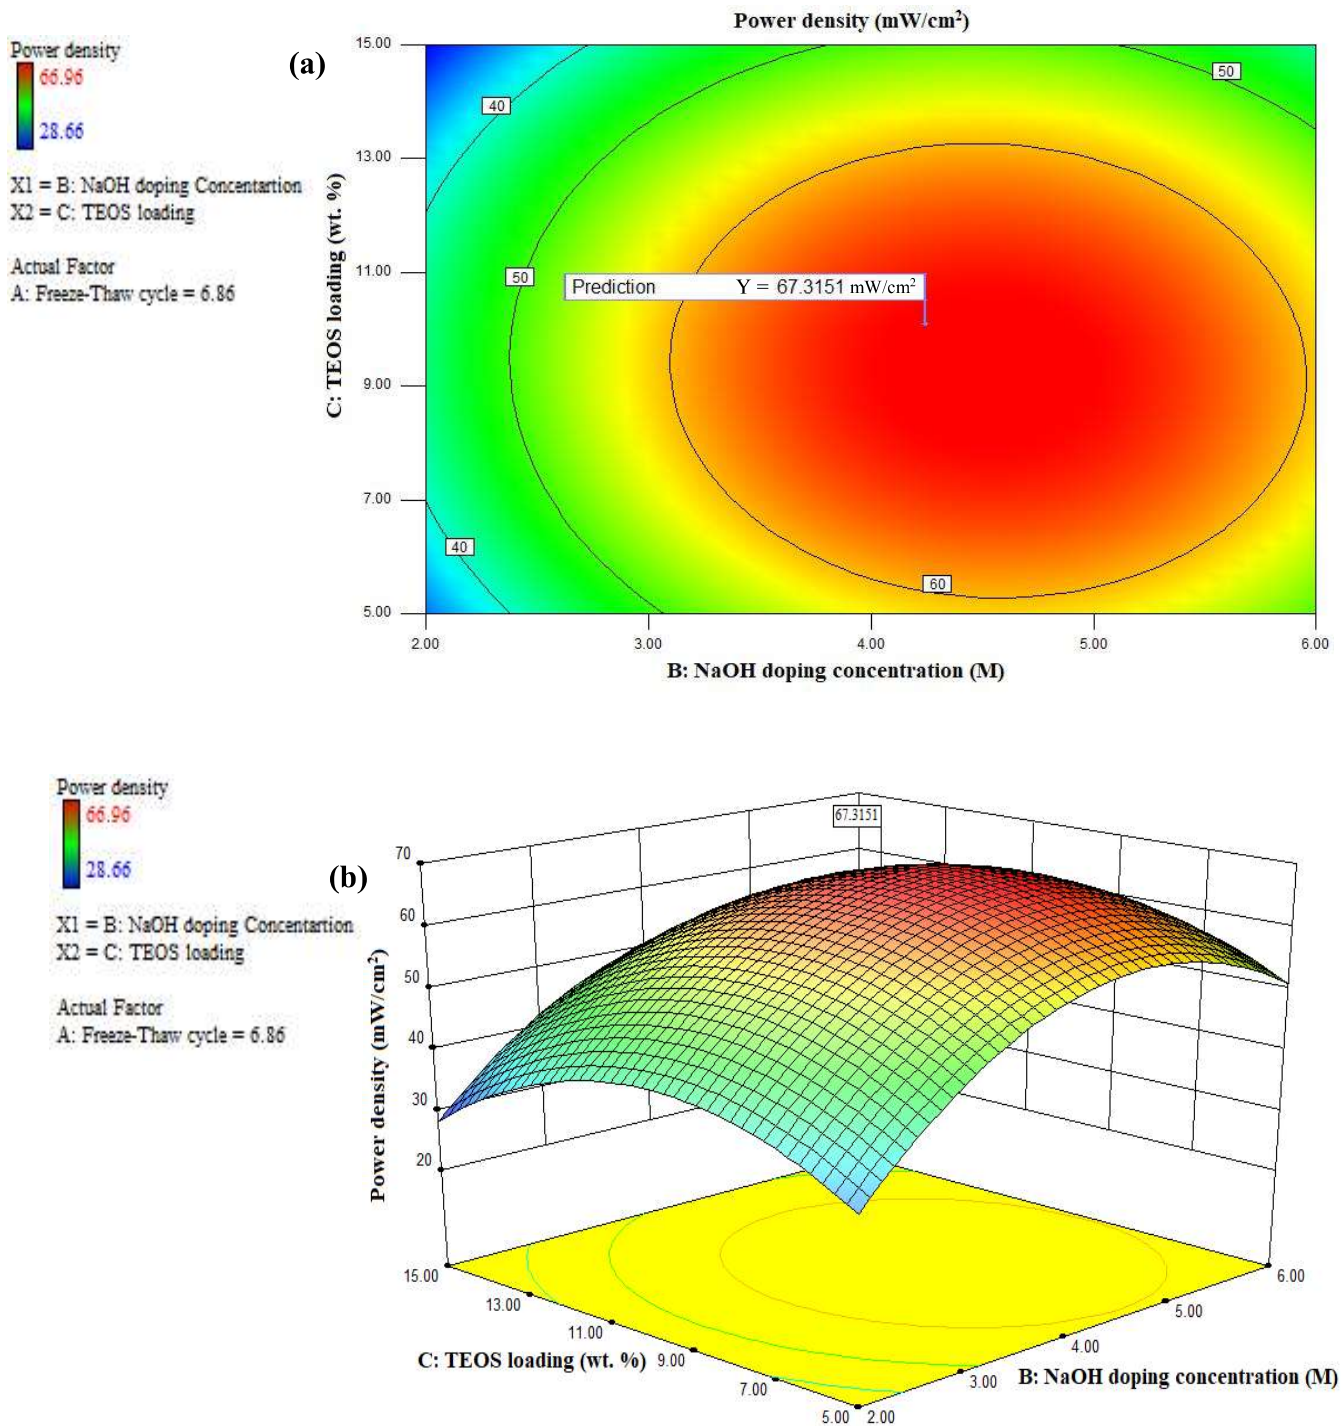 Power density (mW/cm²)
(a)
Power density
66.96
28.66
X1 = B: NaOH doping Concentartion
X2 = C: TEOS loading
Actual Factor
A: Freeze-Thaw cycle = 6.86
C: TEOS loading (wt. %)
15.00
13.00
11.00
9.00
7.00
5.00
40
50
50
Prediction Y = 67.3151 mW/cm²
40
60
2.00 3.00 4.00 5.00 6.00
B: NaOH doping concentration (M)
(b)
Power density
66.96
28.66
X1 = B: NaOH doping Concentartion
X2 = C: TEOS loading
Actual Factor
A: Freeze-Thaw cycle = 6.86
67.3151
Power density (mW/cm²)
70
60
50
40
30
20
15.00
13.00
11.00
9.00
7.00
5.00
C: TEOS loading (wt. %)
2.00
3.00
4.00
5.00
6.00
B: NaOH doping concentration (M)